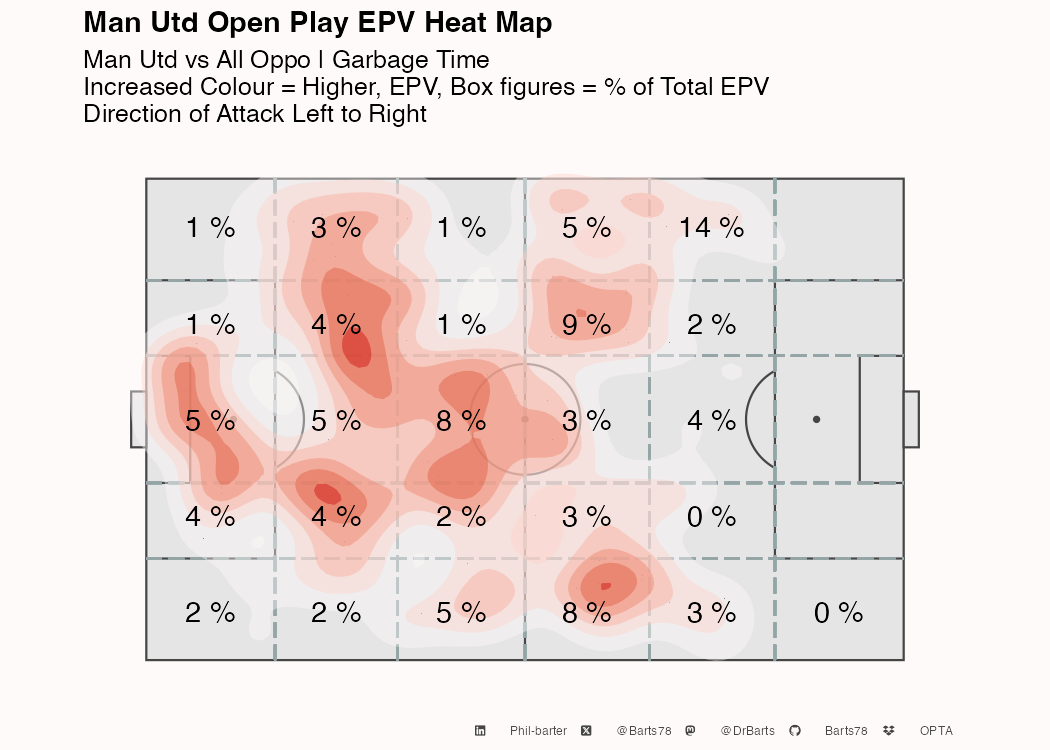 Man Utd Open Play EPV Heat Map
Man Utd vs All Oppo | Garbage Time
Increased Colour = Higher, EPV, Box figures = % of Total EPV
Direction of Attack Left to Right
1 % 3 % 1 % 5 % 14 %
1 % 4 % 1 % 9 % 2 %
5 % 5 % 8 % 3 % 4 %
4 % 4 % 2 % 3 % 0 %
2 % 2 % 5 % 8 % 3 % 0 %
Phil-barter @Barts78 @DrBarts Barts78 OPTA